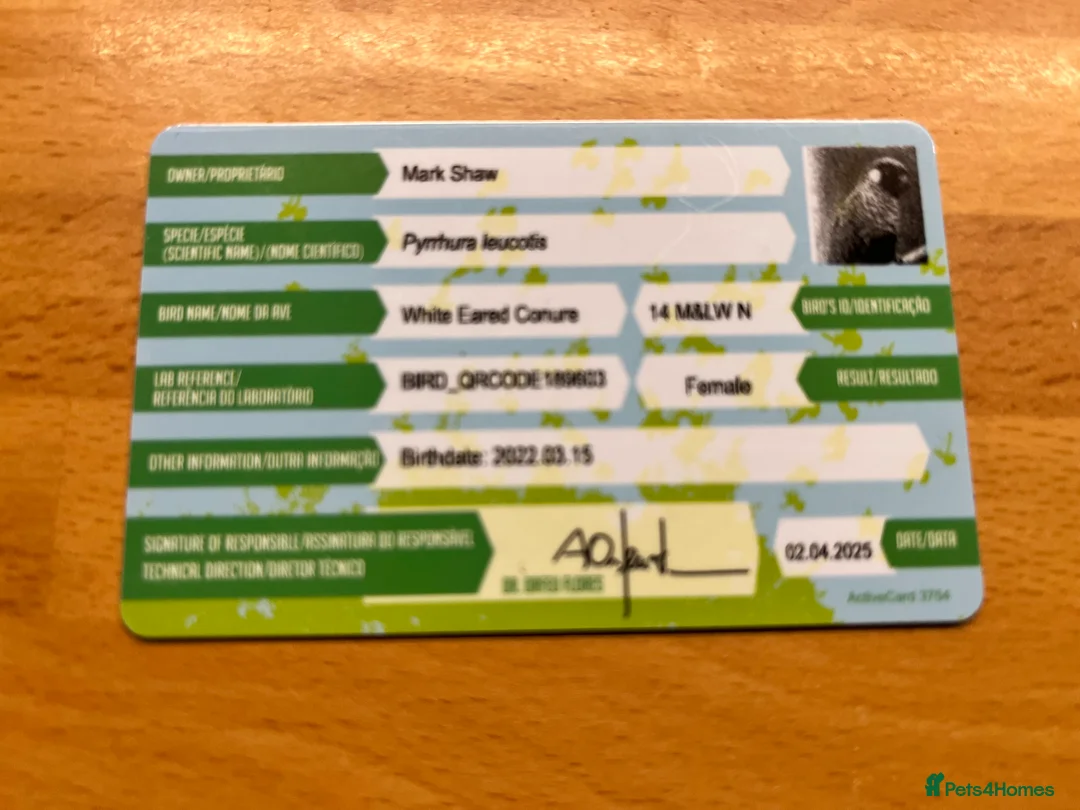 OWNER/PROPRIETÁRIO
Mark Shaw
SPECIE/ESPÉCIE
(SCIENTIFIC NAME)/(NOME CIENTÍFICO)
Pyrrhura leucotis
BIRD NAME/NOME DA AVE
White Eared Conure
14 M&LW N
BIRD'S ID/IDENTIFICAÇÃO
LAB REFERENCE/
REFERÊNCIA DO LABORATÓRIO
Female
RESULT/RESULTADO
OTHER INFORMATION/OUTRA INFORMAÇÃO
Birthdate: 2022.03.15
SIGNATURE OF RESPONSIBLE/ASSINATURA DO RESPONSÁVEL
TECHNICAL DIRECTION/DIRETOR TÉCNICO
02.04.2025
DATE/DATA
ActiveCard 3754
Pets4Homes